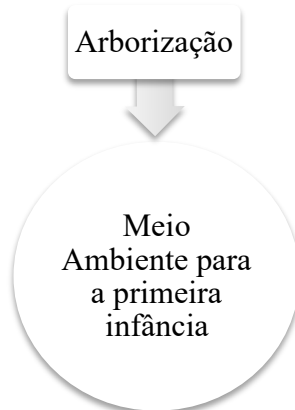 Arborização
Meio
Ambiente para
a primeira
infância